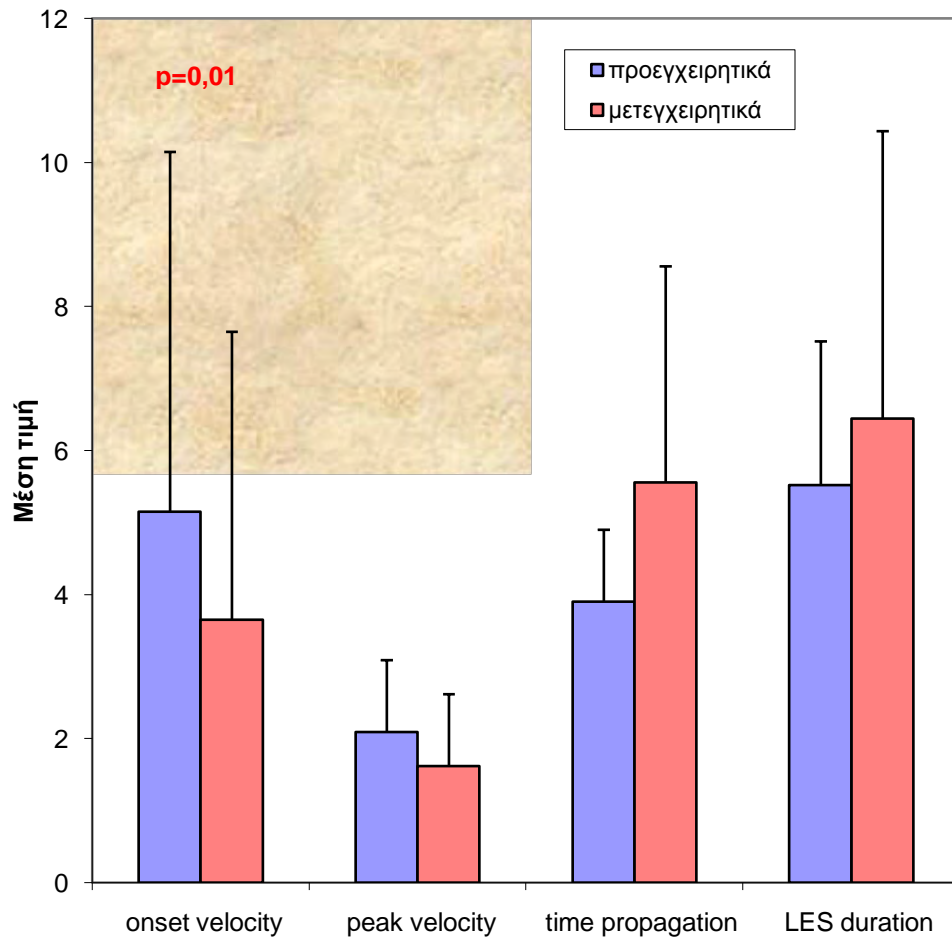 12
p=0,01
προεγχειρητικά
μετεγχειρητικά
10
8
6
4
2
0
Μέση τιμή
onset velocity
peak velocity
time propagation
LES duration